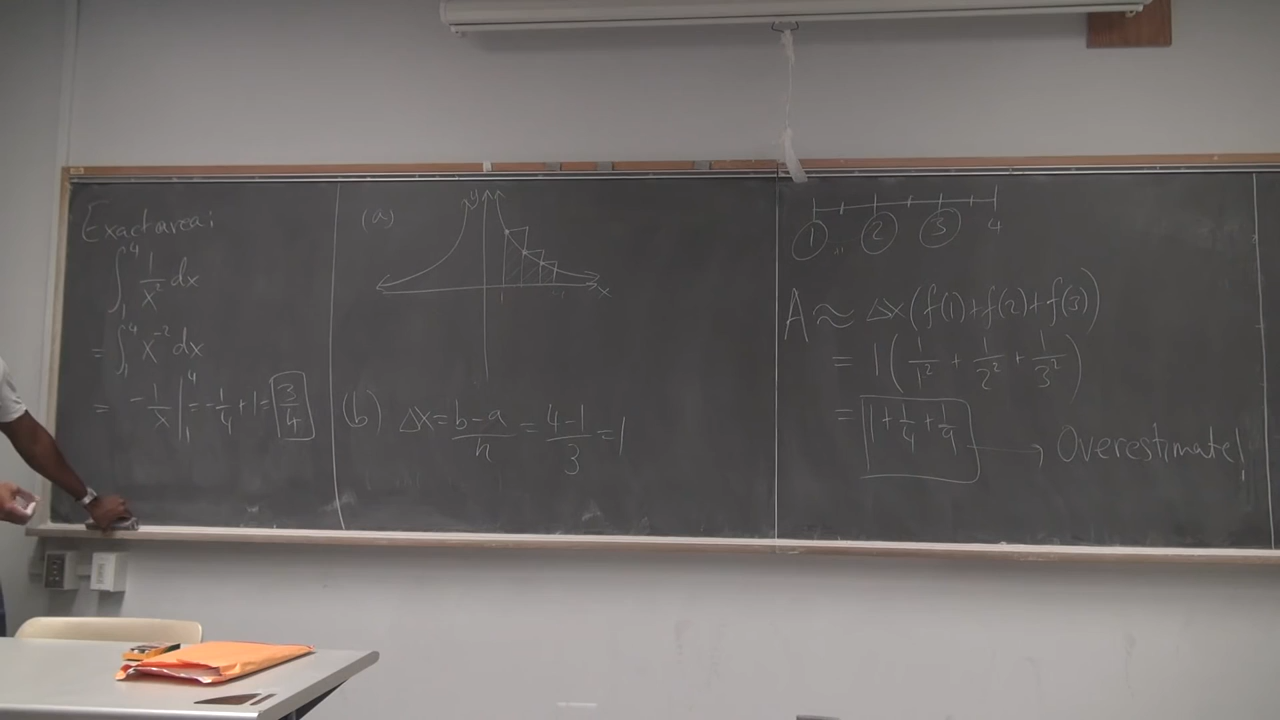 Exact area:
∫₁⁴ 1/x² dx
= ∫₁⁴ x⁻² dx
= -1/x |₁⁴ = -1/4 + 1 = 3/4
(a)
y
x
1
(b) Δx = b-a/n = 4-1/3 = 1
1 2 3 4
A ≈ Δx(f(1)+f(2)+f(3))
= 1(1/1² + 1/2² + 1/3²)
= 1 + 1/4 + 1/9 → Overestimate!